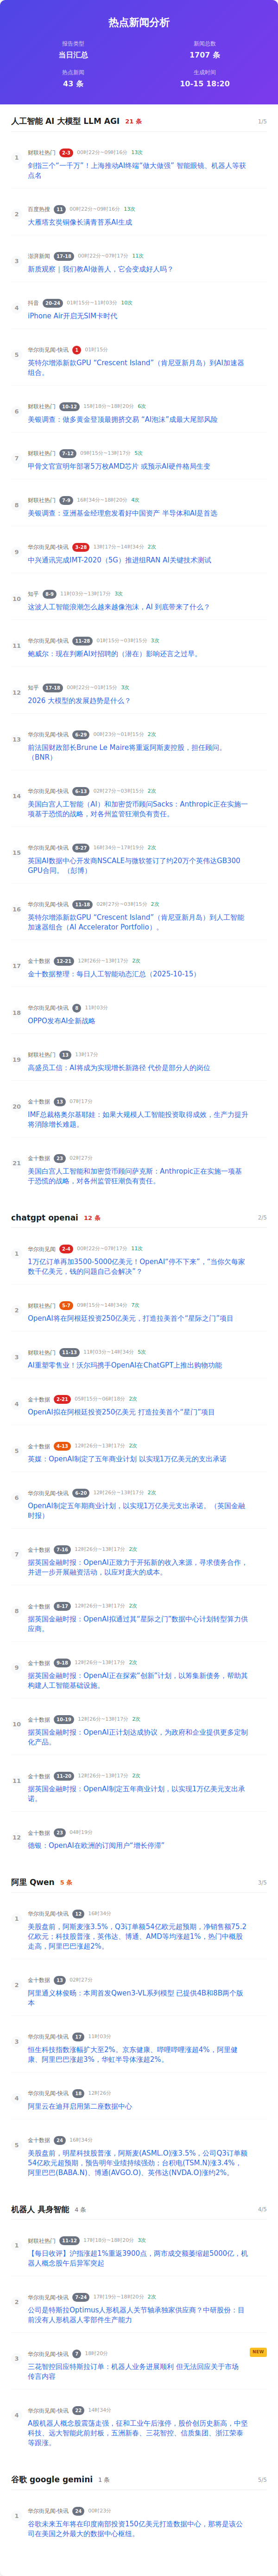 热点新闻分析
报告类型
新闻总数
当日汇总
1707 条
热点新闻
生成时间
43 条
10-15 18:20
人工智能 AI 大模型 LLM AGI 21 条 1/5
1
财联社热门 2-3 00时22分~09时16分 13次
剑指三个“一千万”！上海推动AI终端“做大做强” 智能眼镜、机器人等获
点名
2
百度热搜 11 00时22分~09时16分 13次
大雁塔玄奘铜像长满青苔系AI生成
3
澎湃新闻 17-18 00时22分~07时17分 11次
新质观察｜我们教AI做善人，它会变成好人吗？
4
抖音 20-24 01时15分~11时03分 10次
iPhone Air开启无SIM卡时代
5
华尔街见闻-快讯 1 01时15分
英特尔增添新款GPU “Crescent Island”（肯尼亚新月岛）到AI加速器
组合。
6
财联社热门 10-12 15时18分~18时20分 6次
美银调查：做多黄金登顶最拥挤交易 “AI泡沫”成最大尾部风险
7
财联社热门 7-12 09时15分~13时17分 5次
甲骨文官宣明年部署5万枚AMD芯片 或预示AI硬件格局生变
8
财联社热门 7-9 16时34分~18时20分 4次
美银调查：亚洲基金经理愈发看好中国资产 半导体和AI是首选
9
华尔街见闻-快讯 3-28 13时17分~14时34分 2次
中兴通讯完成IMT-2020（5G）推进组RAN AI关键技术测试
10
知乎 8-9 11时03分~13时17分 3次
这波人工智能浪潮怎么越来越像泡沫，AI 到底带来了什么？
11
华尔街见闻-快讯 11-28 01时15分~03时15分 3次
鲍威尔：现在判断AI对招聘的（潜在）影响还言之过早。
12
知乎 17-18 00时22分~01时15分 3次
2026 大模型的发展趋势是什么？
13
华尔街见闻-快讯 6-29 00时23分~01时15分 2次
前法国财政部长Brune Le Maire将重返阿斯麦控股，担任顾问。
（BNR）
14
华尔街见闻-快讯 6-13 02时27分~03时15分 2次
美国白宫人工智能（AI）和加密货币顾问Sacks：Anthropic正在实施一
项基于恐慌的战略，对各州监管狂潮负有责任。
15
华尔街见闻-快讯 8-27 16时34分~17时19分 2次
英国AI数据中心开发商NSCALE与微软签了约20万个英伟达GB300
GPU合同。（彭博）
16
华尔街见闻-快讯 11-18 02时27分~03时15分 2次
英特尔增添新款GPU “Crescent Island”（肯尼亚新月岛）到人工智能
加速器组合（AI Accelerator Portfolio）。
17
金十数据 12-21 12时26分~13时17分 2次
金十数据整理：每日人工智能动态汇总（2025-10-15）
18
华尔街见闻-快讯 9 11时03分
OPPO发布AI全新战略
19
财联社热门 13 13时17分
高盛员工信：AI将成为实现增长新路径 代价是部分人的岗位
20
金十数据 13 07时17分
IMF总裁格奥尔基耶娃：如果大规模人工智能投资取得成效，生产力提升
将消除增长难题。
21
金十数据 23 02时27分
美国白宫人工智能和加密货币顾问萨克斯：Anthropic正在实施一项基
于恐慌的战略，对各州监管狂潮负有责任。
chatgpt openai 12 条 2/5
1
华尔街见闻 2-4 00时22分~07时17分 11次
1万亿订单再加3500-5000亿美元！OpenAI“停不下来”，“当你欠每家
数千亿美元，钱的问题自己会解决”？
2
财联社热门 5-7 09时15分~14时34分 7次
OpenAI将在阿根廷投资250亿美元，打造拉美首个“星际之门”项目
3
财联社热门 11-13 11时03分~14时34分 5次
AI重塑零售业！沃尔玛携手OpenAI在ChatGPT上推出购物功能
4
金十数据 2-21 05时15分~06时18分 2次
OpenAI拟在阿根廷投资250亿美元 打造拉美首个“星门”项目
5
金十数据 4-13 12时26分~13时17分 2次
英媒：OpenAI制定了五年商业计划 以实现1万亿美元的支出承诺
6
华尔街见闻-快讯 6-20 12时26分~13时17分 2次
OpenAI制定五年期商业计划，以实现1万亿美元支出承诺。（英国金融
时报）
7
金十数据 7-16 12时26分~13时17分 2次
据英国金融时报：OpenAI正致力于开拓新的收入来源，寻求债务合作，
并进一步开展融资活动，以应对庞大的成本。
8
金十数据 8-17 12时26分~13时17分 2次
据英国金融时报：OpenAI拟通过其“星际之门”数据中心计划转型算力供
应商。
9
金十数据 9-18 12时26分~13时17分 2次
据英国金融时报：OpenAI正在探索“创新”计划，以筹集新债务，帮助其
构建人工智能基础设施。
10
金十数据 10-19 12时26分~13时17分 2次
据英国金融时报：OpenAI正计划达成协议，为政府和企业提供更多定制
化产品。
11
金十数据 11-20 12时26分~13时17分 2次
据英国金融时报：OpenAI制定五年商业计划，以实现1万亿美元支出承
诺。
12
金十数据 23 04时19分
德银：OpenAI在欧洲的订阅用户“增长停滞”
阿里 Qwen 5 条 3/5
1
华尔街见闻-快讯 12 16时34分
美股盘前，阿斯麦涨3.5%，Q3订单额54亿欧元超预期，净销售额75.2
亿欧元；科技股普涨，英伟达、博通、AMD等均涨超1%，热门中概股
走高，阿里巴巴涨超2%。
2
金十数据 13 02时27分
阿里通义林俊旸：本周首发Qwen3-VL系列模型 已提供4B和8B两个版
本
3
华尔街见闻-快讯 17 11时03分
恒生科技指数涨幅扩大至2%。京东健康、哔哩哔哩涨超4%，阿里健
康、阿里巴巴涨超3%，华虹半导体涨超2%。
4
华尔街见闻-快讯 18 12时26分
阿里云在迪拜启用第二座数据中心
5
金十数据 24 16时34分
美股盘前，明星科技股普涨，阿斯麦(ASML.O)涨3.5%，公司Q3订单额
54亿欧元超预期，预告明年业绩持续强劲；台积电(TSM.N)涨3.4%，
阿里巴巴(BABA.N)、博通(AVGO.O)、英伟达(NVDA.O)涨约2%。
机器人 具身智能 4 条 4/5
1
财联社热门 11-12 17时18分~18时20分 3次
【每日收评】沪指涨超1%重返3900点，两市成交额萎缩超5000亿，机
器人概念股午后异军突起
2
华尔街见闻-快讯 7-24 17时19分~18时20分 2次
公司是特斯拉Optimus人形机器人关节轴承独家供应商？中研股份：目
前没有人形机器人零部件生产能力
3
华尔街见闻-快讯 7 18时20分
NEW
三花智控回应特斯拉订单：机器人业务进展顺利 但无法回应关于市场
传言内容
4
华尔街见闻-快讯 22 14时34分
A股机器人概念股震荡走强，征和工业午后涨停，股价创历史新高，中坚
科技、远大智能此前封板，五洲新春、三花智控、信质集团、浙江荣泰
等跟涨。
谷歌 google gemini 1 条 5/5
1
华尔街见闻-快讯 24 00时23分
谷歌未来五年将在印度南部投资150亿美元打造数据中心，那将是该公
司在美国之外最大的数据中心枢纽。